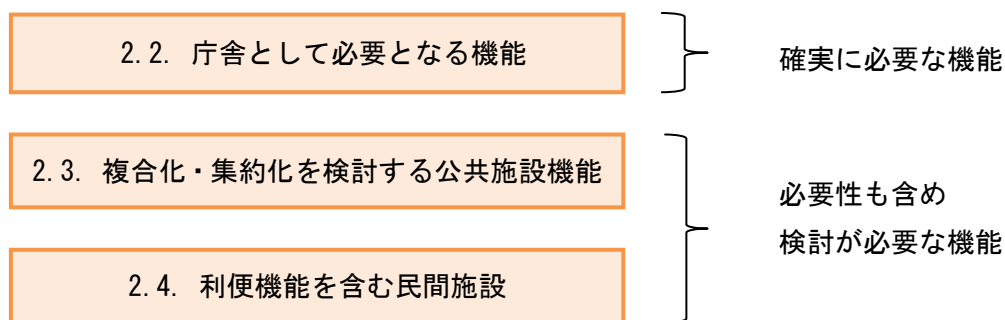 2.2. 庁舎として必要となる機能
確実に必要な機能
2.3. 複合化・集約化を検討する公共施設機能
必要性も含め
検討が必要な機能
2.4. 利便機能を含む民間施設